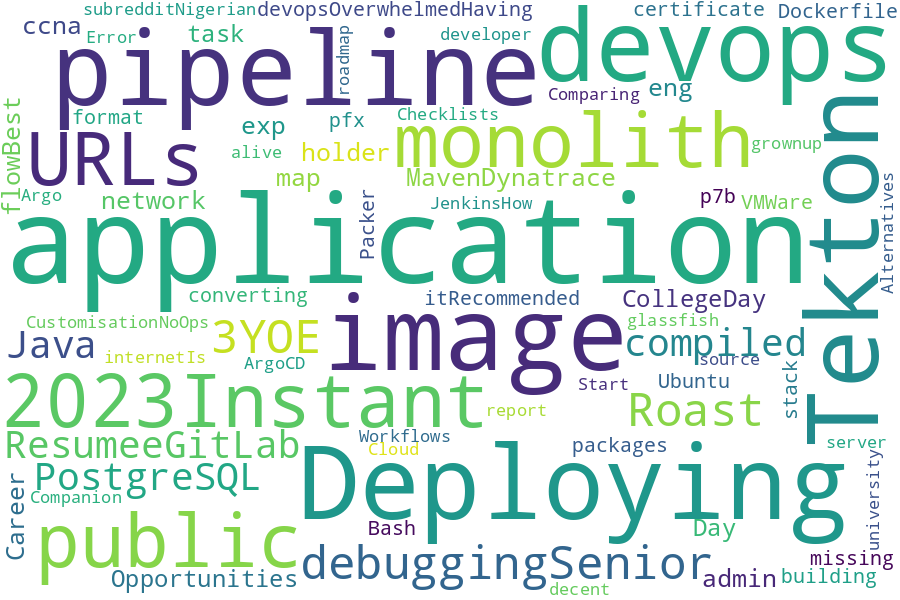 subredditNigerian
devopsOverwhelmedHaving
certificate
Dockerfile
ccna
Error
task
roadmap
developer
devops
pipeline
Comparing
eng
flowBest
format
exp
pfx
Checklists
URLs
alive
holder
monolith
grownup
Tekton
Argo
network
map
MavenDynatrace
Packer
JenkinsHow
p7b
VMWare
Alternatives
application
converting
itRecommended
CollegeDay
CustomisationNoOps
3YOE
image
glassfish
Java
internetIs
ArgoCD
compiled
source
2023Instant
Start
Ubuntu
stack
report
Roast
ResumeeGitLab
Workflows
Cloud
packages
server
Career
PostgreSQL
Companion
Deploying
university
public
Bash
Day
debuggingSenior
missing
Opportunities
admin
building
decent